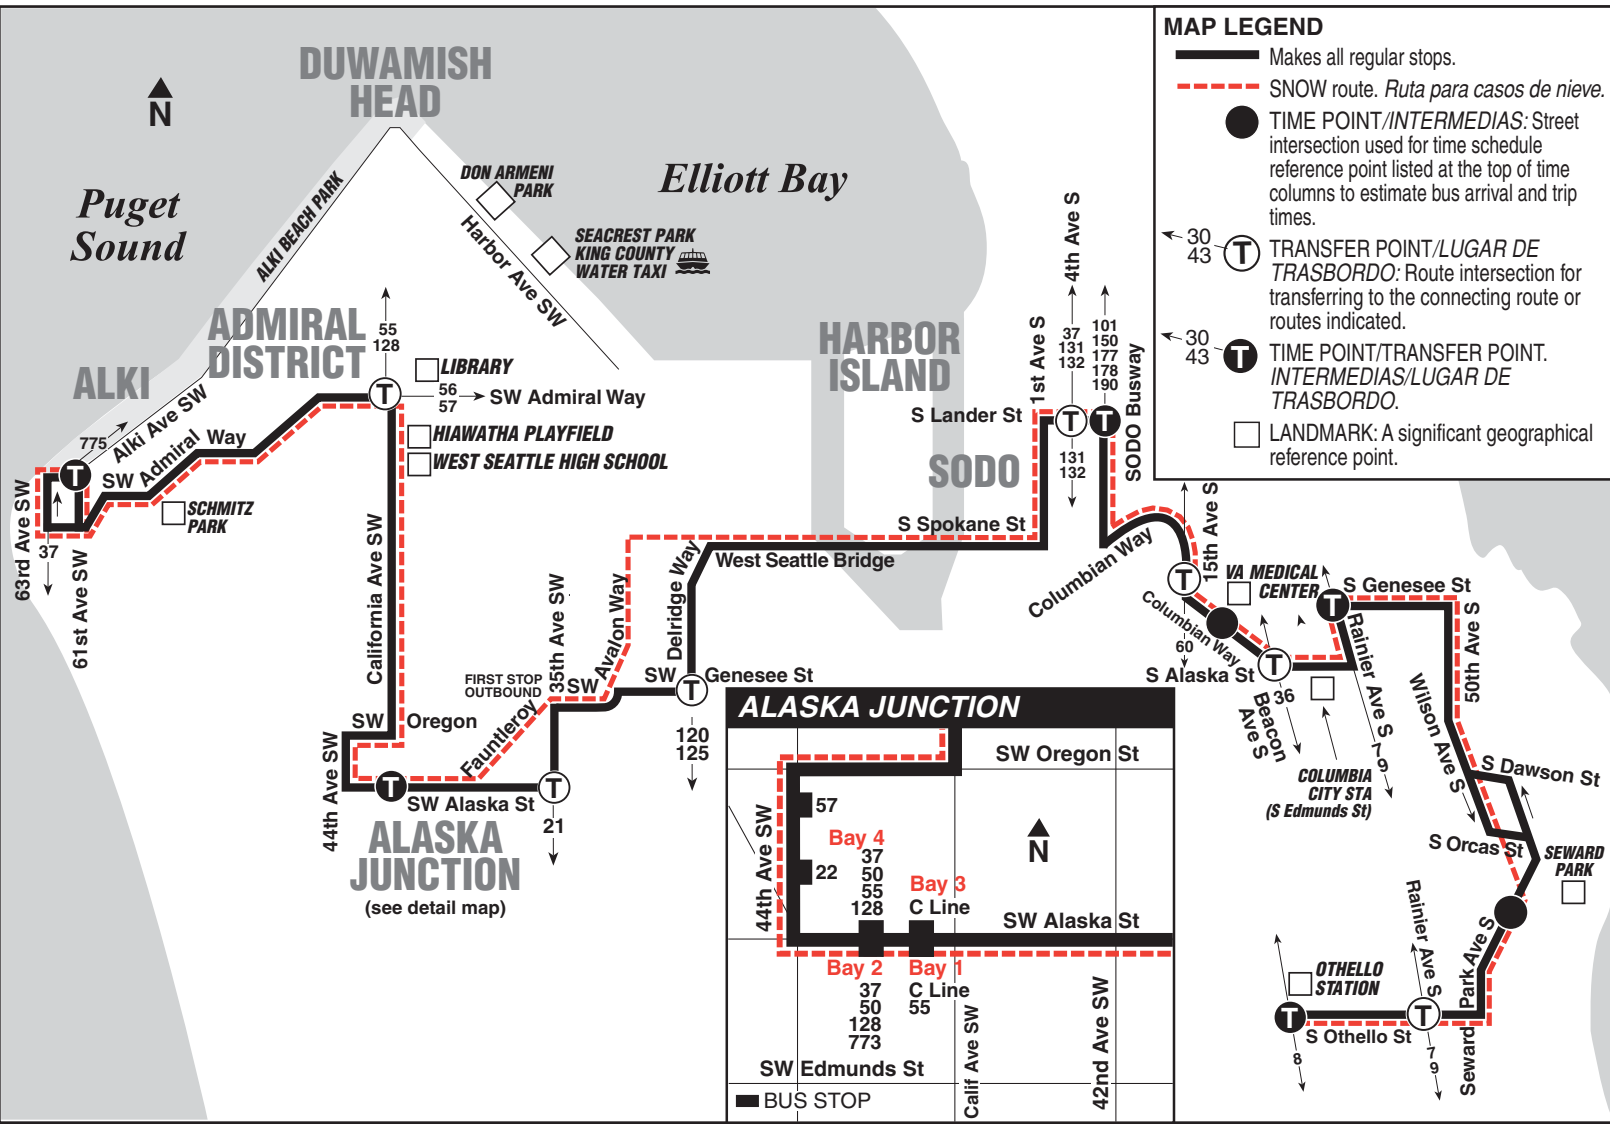 MAP LEGEND
Makes all regular stops.
SNOW route. Ruta para casos de nieve.
TIME POINT/INTERMEDIAS: Street
intersection used for time schedule
reference point listed at the top of time
columns to estimate bus arrival and trip
times.
30
43
T
TRANSFER POINT/LUGAR DE
TRASBORDO: Route intersection for
transferring to the connecting route or
routes indicated.
30
43
T
TIME POINT/TRANSFER POINT.
INTERMEDIAS/LUGAR DE
TRASBORDO.
LANDMARK: A significant geographical
reference point.
N
DUWAMISH
HEAD
Puget
Sound
Elliott Bay
ALKI BEACH PARK
DON ARMENI
PARK
Harbor Ave SW
SEACREST PARK
KING COUNTY
WATER TAXI
ADMIRAL
DISTRICT
55
128
T
LIBRARY
56
57
SW Admiral Way
HIAWATHA PLAYFIELD
WEST SEATTLE HIGH SCHOOL
ALKI
775
Alki Ave SW
T
SW Admiral Way
SCHMITZ
PARK
63rd Ave SW
37
61st Ave SW
California Ave SW
HARBOR
ISLAND
SODO
1st Ave S
4th Ave S
37
131
132
101
150
177
178
190
SODO Busway
S Lander St
T
T
131
132
S Spokane St
West Seattle Bridge
Delridge Way
35th Ave SW
Avalon Way
FIRST STOP
OUTBOUND
SW
SW
T
Genesee St
120
125
SW
Oregon
Fauntleroy
44th Ave SW
T
SW Alaska St
T
21
ALASKA
JUNCTION
(see detail map)
Columbian Way
15th Ave S
T
Columbian Way
60
VA MEDICAL
CENTER
S Alaska St
T
36
Beacon
Ave S
T
S Genesee St
Rainier Ave S
7
9
COLUMBIA
CITY STA
(S Edmunds St)
50th Ave S
Wilson Ave S
S Dawson St
S Orcas St
SEWARD
PARK
Rainier Ave S
Seward Park Ave S
OTHELLO
STATION
T
T
S Othello St
8
7
9
ALASKA JUNCTION
SW Oregon St
44th Ave SW
57
22
Bay 4
37
50
55
128
Bay 3
C Line
N
SW Alaska St
Bay 2
37
50
128
773
Bay 1
C Line
55
SW Edmunds St
Calif Ave SW
42nd Ave SW
BUS STOP